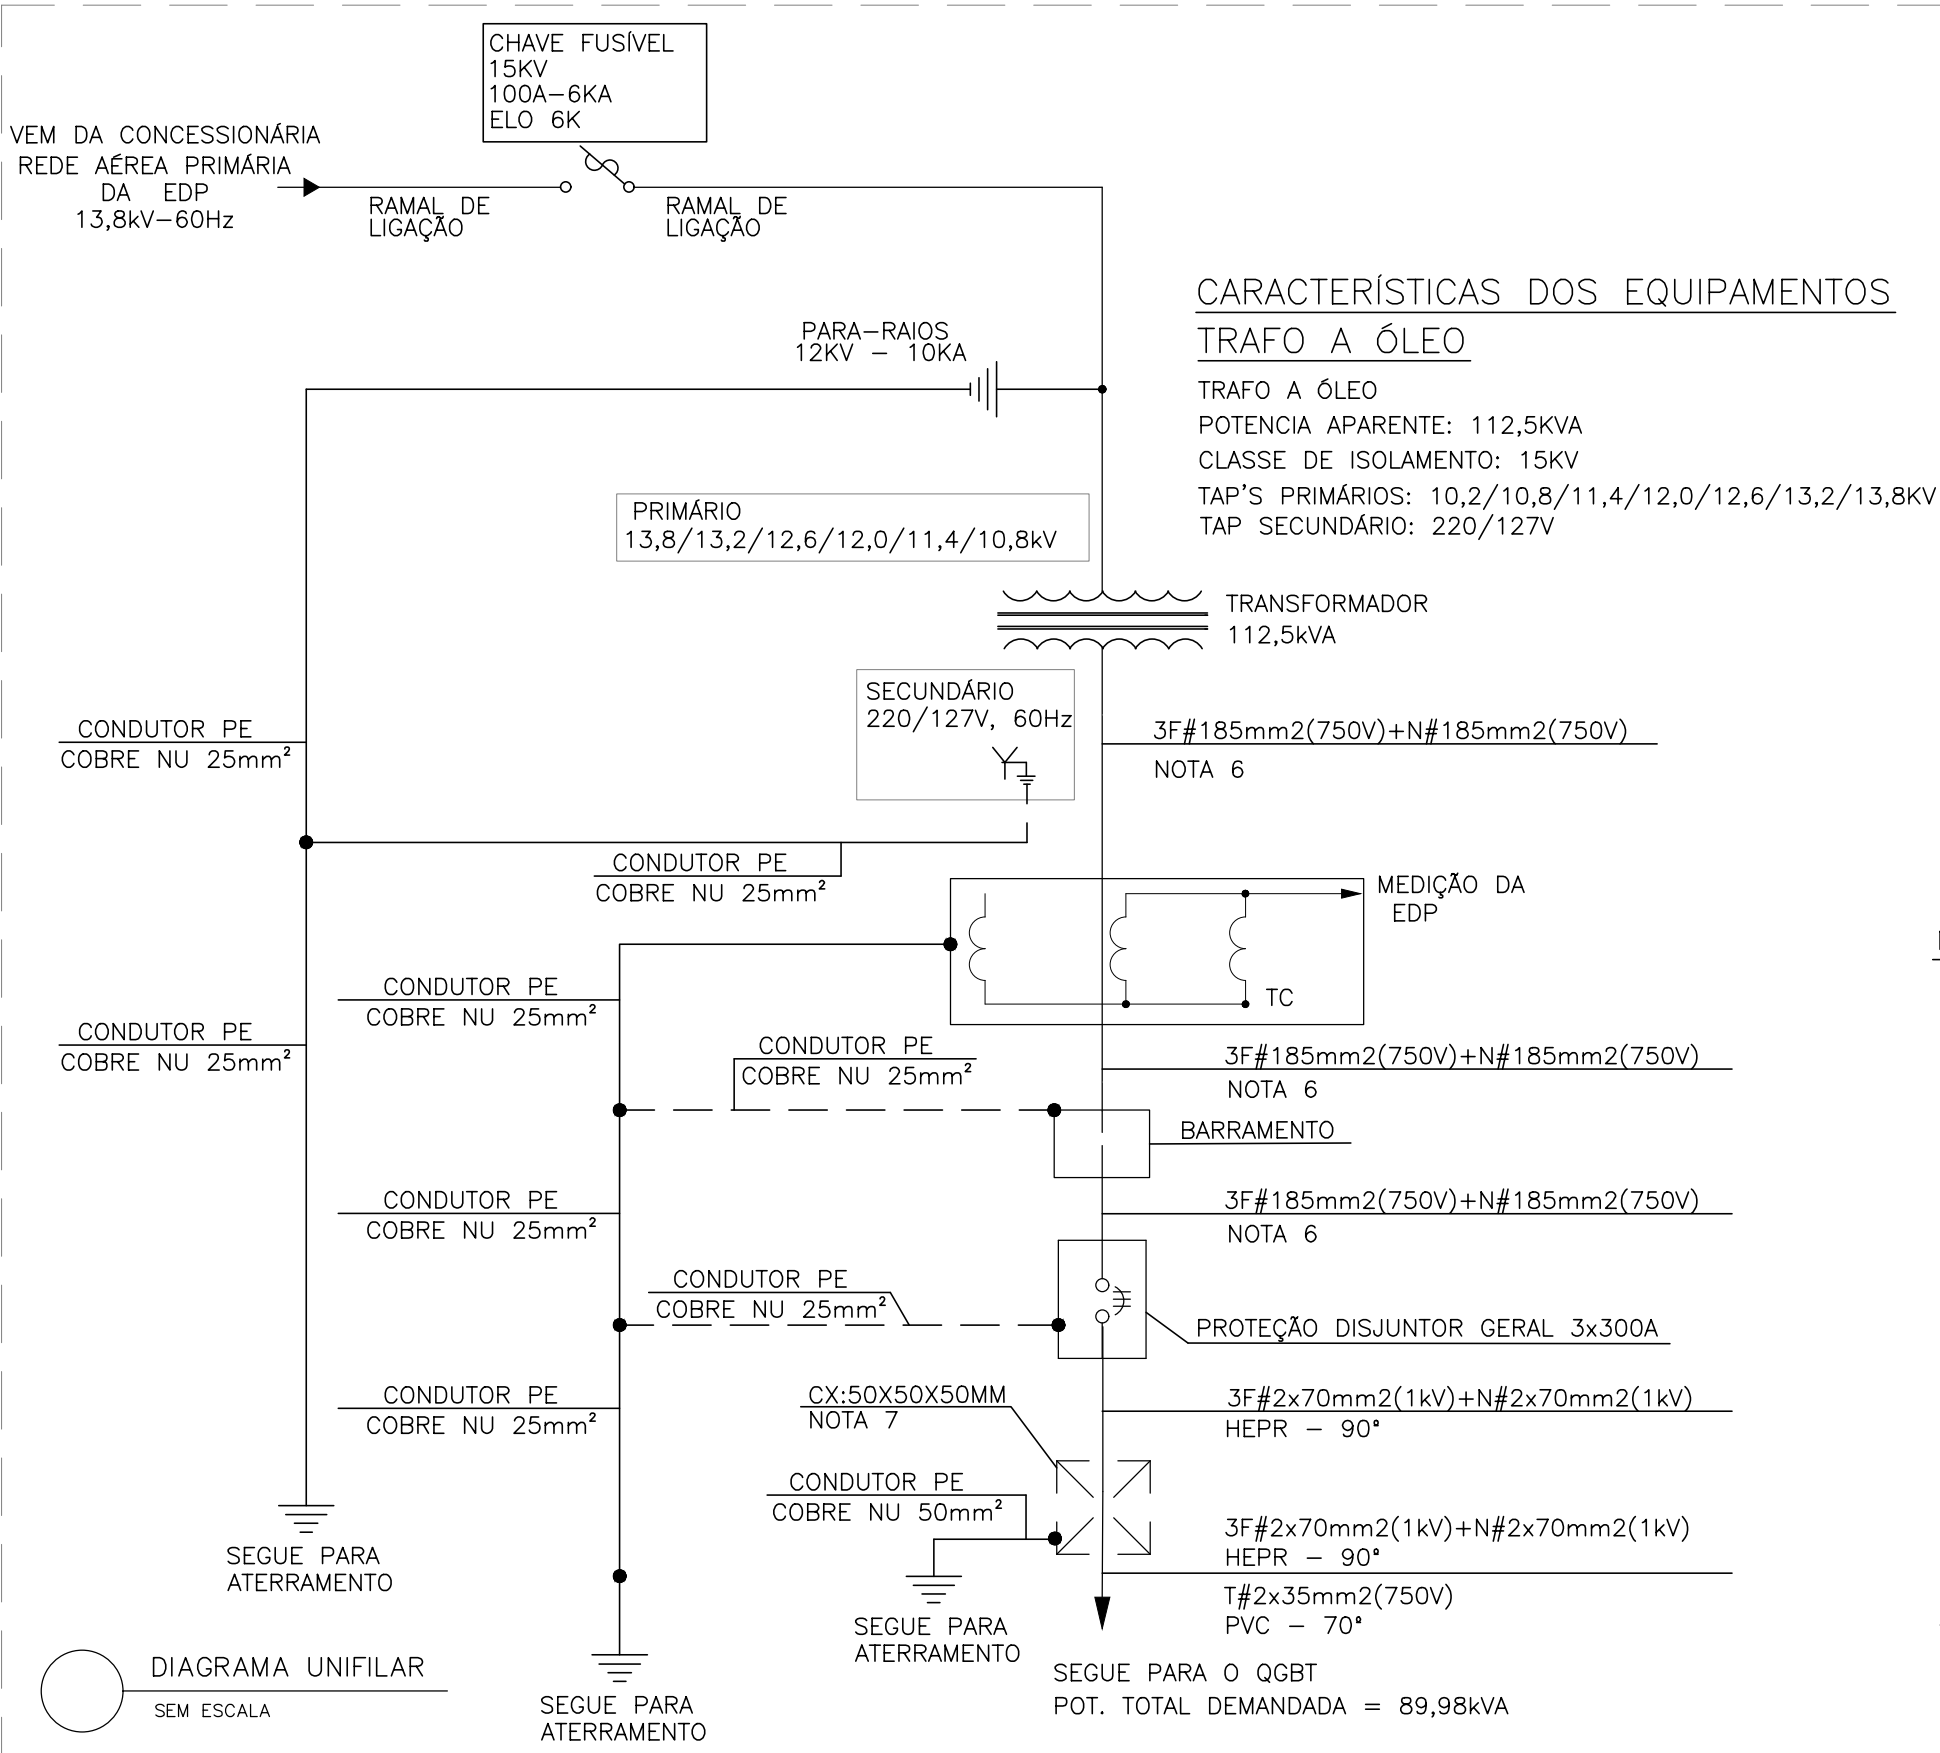 CHAVE FUSÍVEL
15KV
100A-6KA
ELO 6K
VEM DA CONCESSIONÁRIA
REDE AÉREA PRIMÁRIA
DA EDP
13,8kV-60Hz
RAMAL DE
LIGAÇÃO
RAMAL DE
LIGAÇÃO
CARACTERÍSTICAS DOS EQUIPAMENTOS
TRAFO A ÓLEO
TRAFO A ÓLEO
POTENCIA APARENTE: 112,5KVA
CLASSE DE ISOLAMENTO: 15KV
TAP'S PRIMÁRIOS: 10,2/10,8/11,4/12,0/12,6/13,2/13,8KV
TAP SECUNDÁRIO: 220/127V
PARA-RAIOS
12KV - 10KA
PRIMÁRIO
13,8/13,2/12,6/12,0/11,4/10,8kV
TRANSFORMADOR
112,5kVA
SECUNDÁRIO
220/127V, 60Hz
CONDUTOR PE
COBRE NU 25mm²
3F#185mm2(750V)+N#185mm2(750V)
NOTA 6
CONDUTOR PE
COBRE NU 25mm²
MEDIÇÃO DA
EDP
TC
CONDUTOR PE
COBRE NU 25mm²
CONDUTOR PE
COBRE NU 25mm²
CONDUTOR PE
COBRE NU 25mm²
3F#185mm2(750V)+N#185mm2(750V)
NOTA 6
BARRAMENTO
CONDUTOR PE
COBRE NU 25mm²
3F#185mm2(750V)+N#185mm2(750V)
NOTA 6
CONDUTOR PE
COBRE NU 25mm²
PROTEÇÃO DISJUNTOR GERAL 3x300A
CONDUTOR PE
COBRE NU 25mm²
CX:50X50X50MM
NOTA 7
3F#2x70mm2(1kV)+N#2x70mm2(1kV)
HEPR - 90°
CONDUTOR PE
COBRE NU 50mm²
3F#2x70mm2(1kV)+N#2x70mm2(1kV)
HEPR - 90°
T#2x35mm2(750V)
PVC - 70°
SEGUE PARA
ATERRAMENTO
SEGUE PARA
ATERRAMENTO
SEGUE PARA
ATERRAMENTO
SEGUE PARA O QGBT
POT. TOTAL DEMANDADA = 89,98kVA
DIAGRAMA UNIFILAR
SEM ESCALA